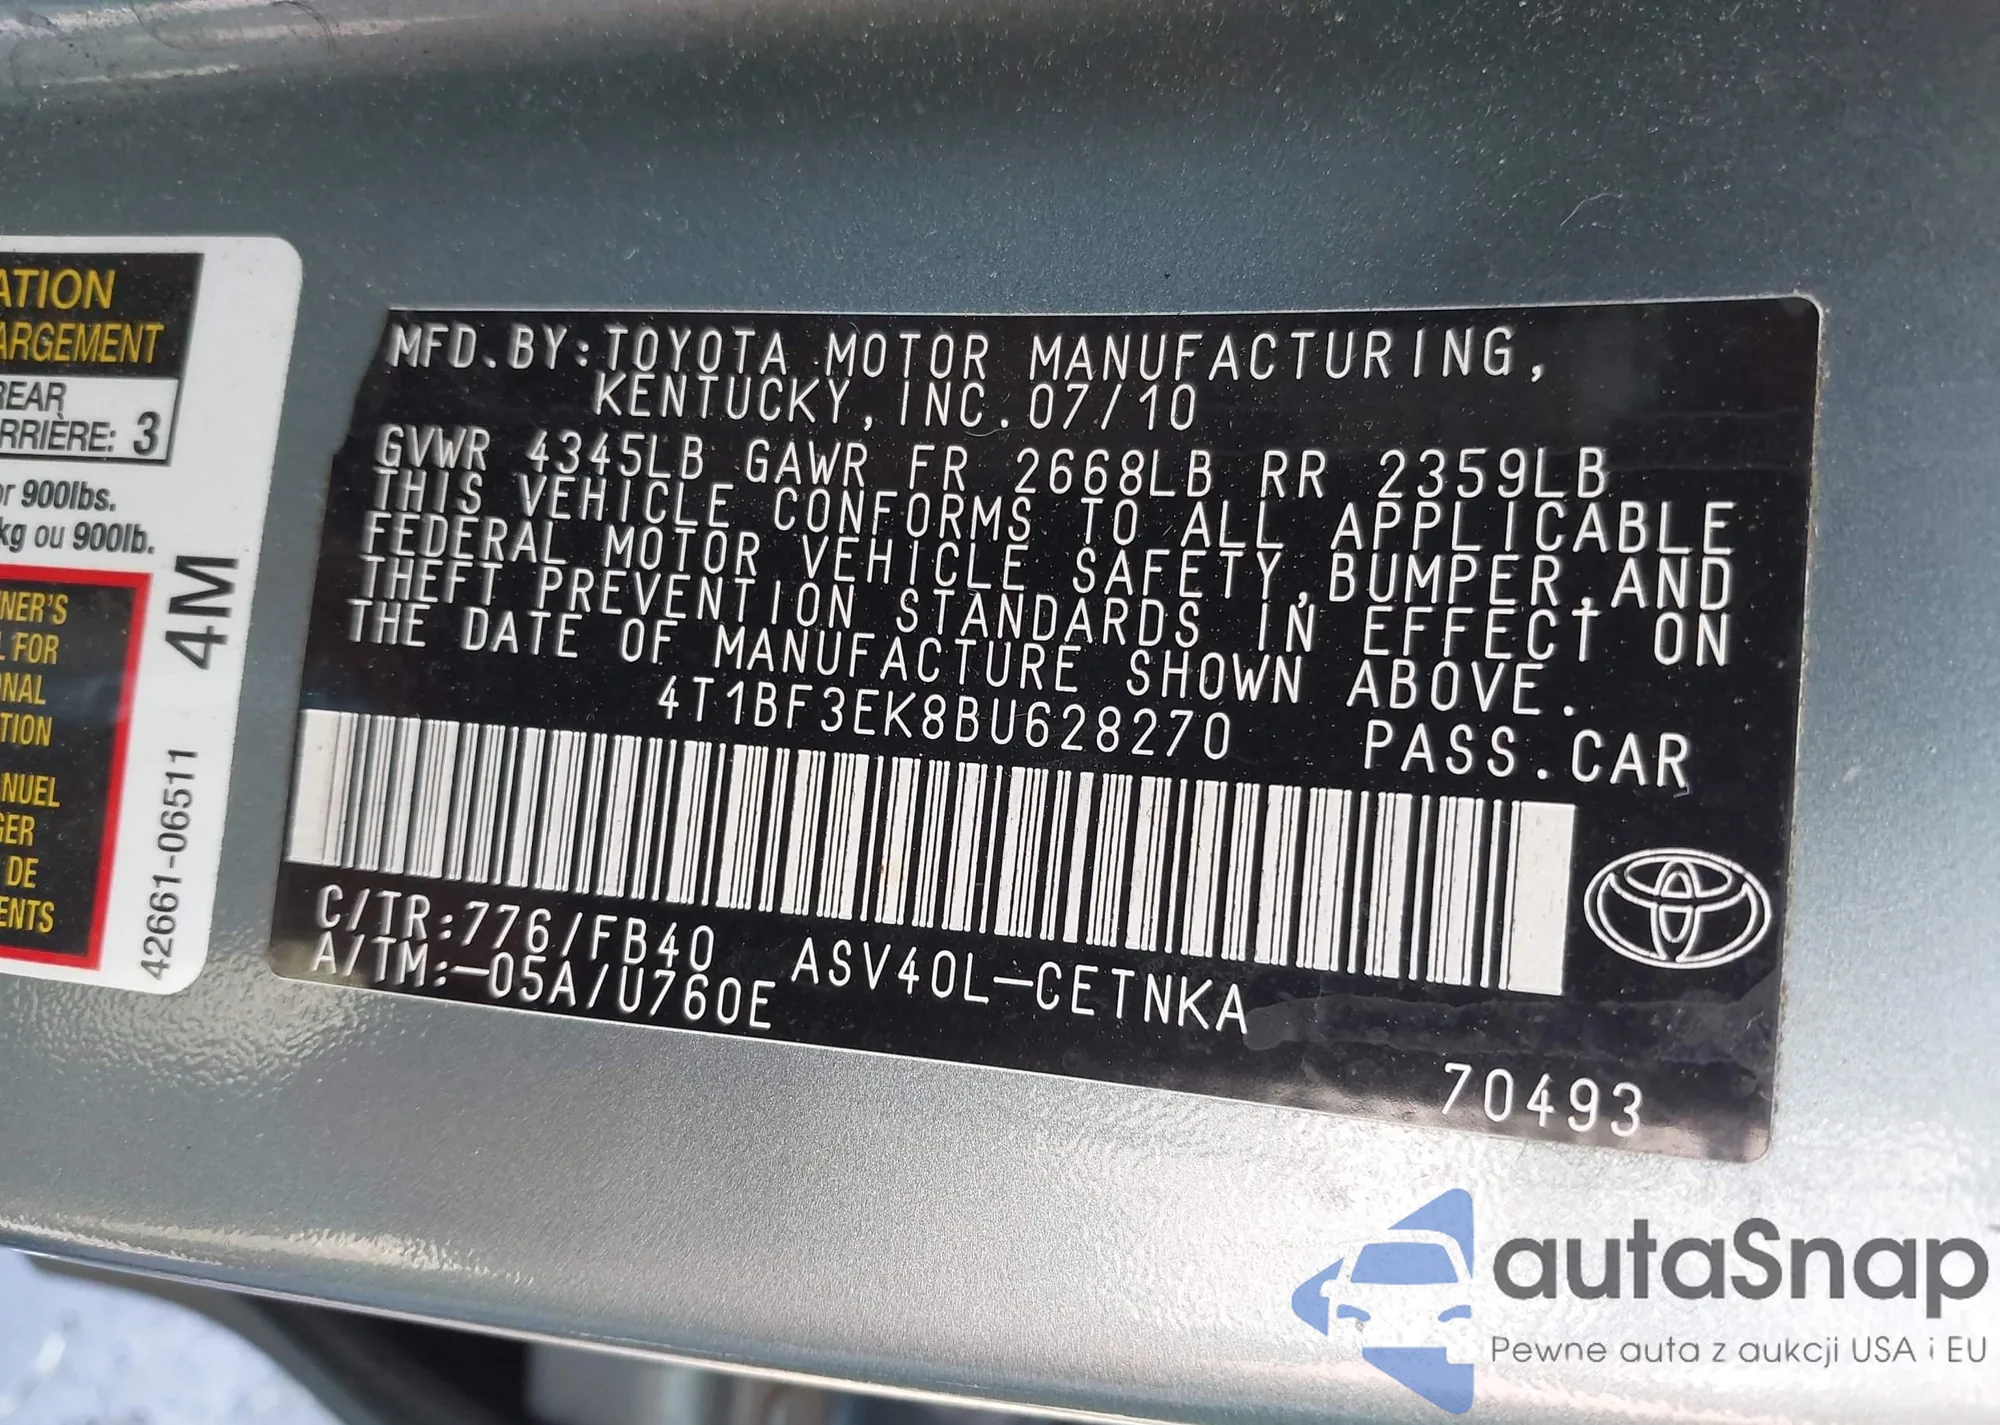 ATION
ARGEMENT
REAR
RRIÈRE: 3
or 900lbs.
kg ou 900lb.
NER'S
L FOR
NAL
TION
NUEL
GER
DE
ENTS
4M
42661-06511
MFD.BY:TOYOTA MOTOR MANUFACTURING,
KENTUCKY,INC.07/10
GVWR 4345LB GAWR FR 2668LB RR 2359LB
THIS VEHICLE CONFORMS TO ALL APPLICABLE
FEDERAL MOTOR VEHICLE SAFETY,BUMPER,AND
THEFT PREVENTION STANDARDS IN EFFECT ON
THE DATE OF MANUFACTURE SHOWN ABOVE.
4T1BF3EK8BU628270 PASS.CAR
C/TR:776/FB40 ASV40L-CETNKA
A/TM:-05A/U760E
70493
autaSnap
Pewne auta z aukcji USA i EU